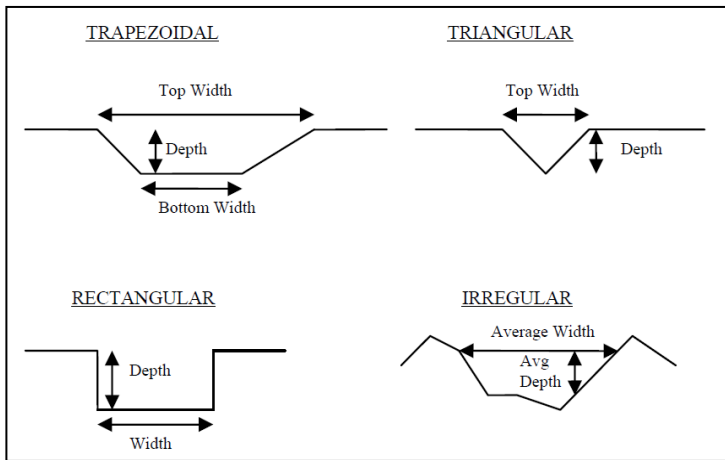 TRAPEZOIDAL
Top Width
Depth
Bottom Width
TRIANGULAR
Top Width
Depth
RECTANGULAR
Depth
Width
IRREGULAR
Average Width
Avg
Depth